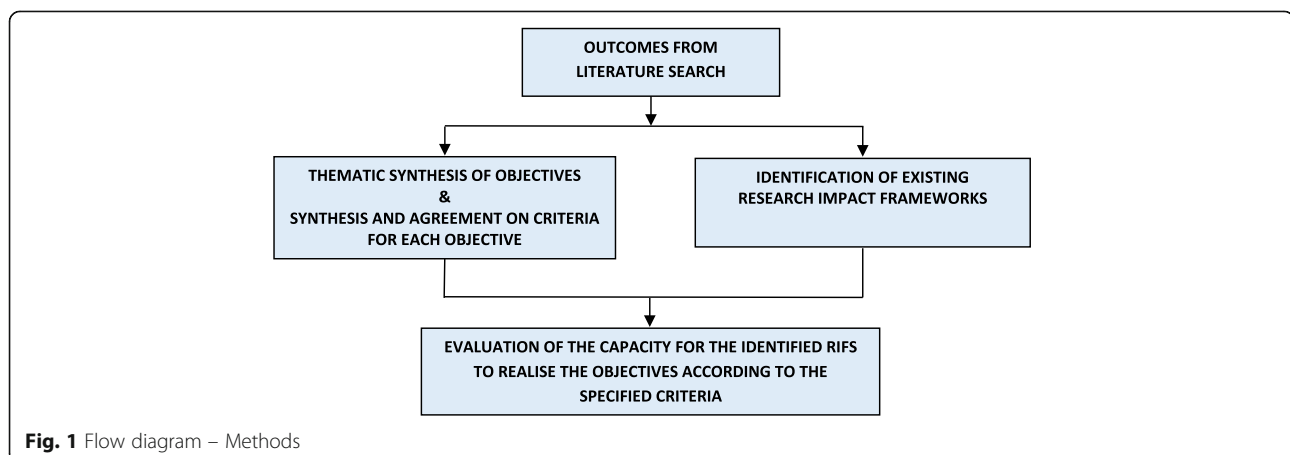 OUTCOMES FROM
LITERATURE SEARCH
THEMATIC SYNTHESIS OF OBJECTIVES
&
SYNTHESIS AND AGREEMENT ON CRITERIA
FOR EACH OBJECTIVE
IDENTIFICATION OF EXISTING
RESEARCH IMPACT FRAMEWORKS
EVALUATION OF THE CAPACITY FOR THE IDENTIFIED RIFS
TO REALISE THE OBJECTIVES ACCORDING TO THE
SPECIFIED CRITERIA
Fig. 1 Flow diagram – Methods